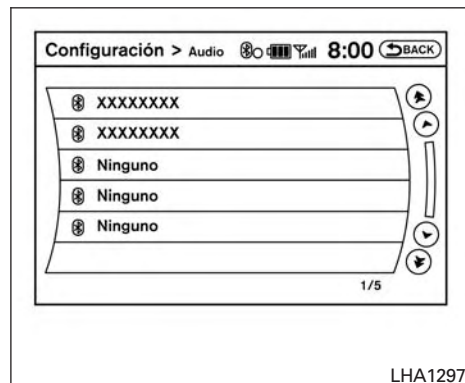 Configuración > Audio 8:00 BACK
XXXXXXXX
XXXXXXXX
Ninguno
Ninguno
Ninguno
1/5
LHA1297